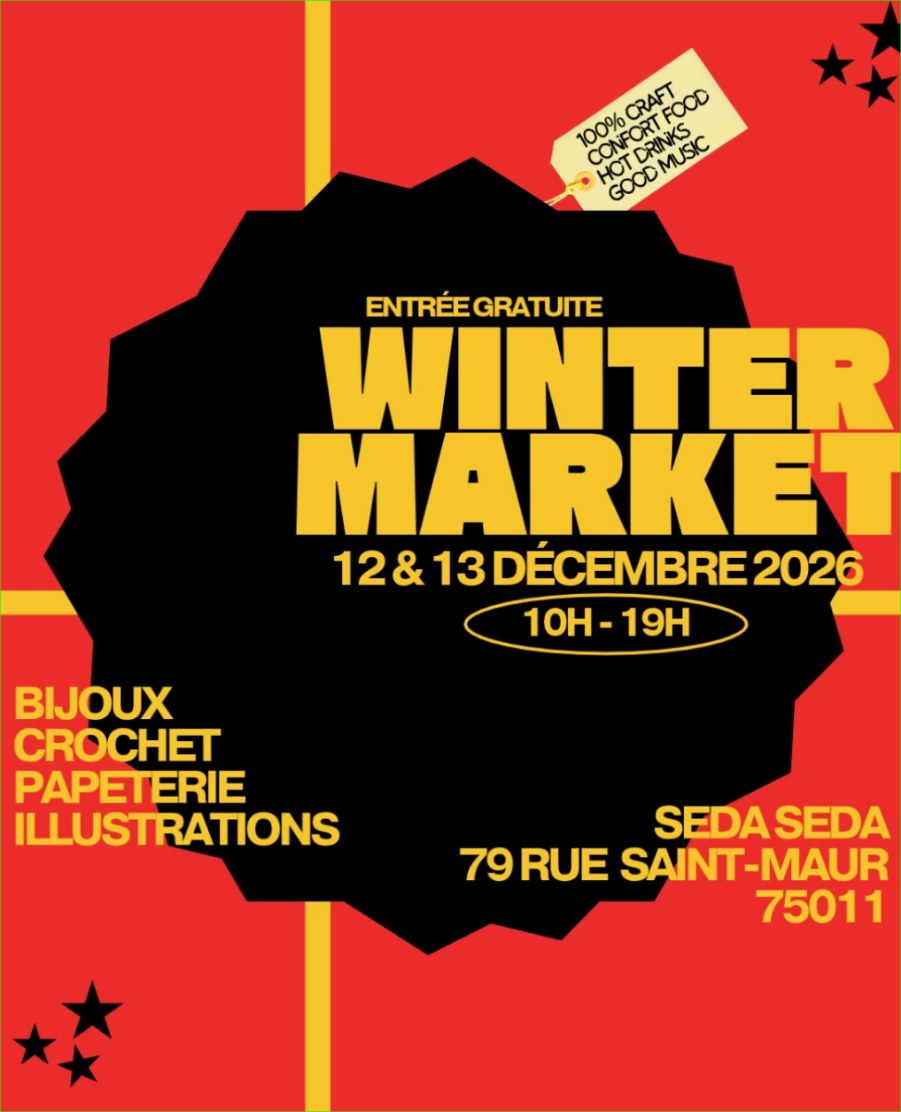 100% CRAFT
CONFORT FOOD
HOT DRINKS
GOOD MUSIC
ENTRÉE GRATUITE
WINTER
MARKET
12 & 13 DÉCEMBRE 2026
10H - 19H
BIJOUX
CROCHET
PAPETERIE
ILLUSTRATIONS
SEDA SEDA
79 RUE SAINT-MAUR
75011